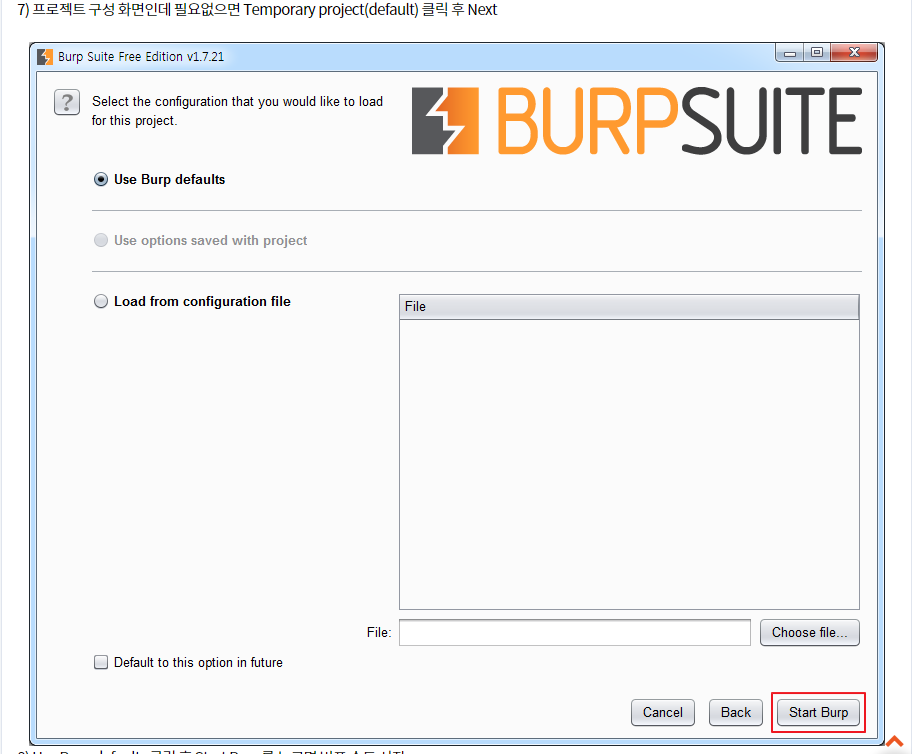 7) 프로젝트 구성 화면인데 필요없으면 Temporary project(default) 클릭 후 Next
Burp Suite Free Edition v1.7.21
?
Select the configuration that you would like to load
for this project.
BURPSUITE
Use Burp defaults
Use options saved with project
Load from configuration file
File
File:
Choose file...
Default to this option in future
Cancel
Back
Start Burp